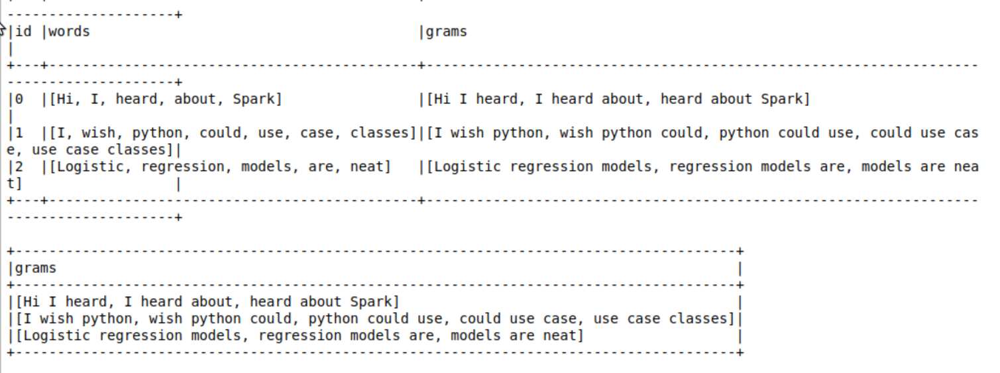 --------------------+
|id |words                                       |grams
|
+---+--------------------------------------------+------------------------------------------------------------------
--------------------+
|0  |[Hi, I, heard, about, Spark]                |[Hi I heard, I heard about, heard about Spark]
|
|1  |[I, wish, python, could, use, case, classes]|[I wish python, wish python could, python could use, could use cas
e, use case classes]|
|2  |[Logistic, regression, models, are, neat]   |[Logistic regression models, regression models are, models are nea
t]                  |
+---+--------------------------------------------+------------------------------------------------------------------
--------------------+
+--------------------------------------------------------------------------------------+
|grams                                                                                 |
+--------------------------------------------------------------------------------------+
|[Hi I heard, I heard about, heard about Spark]                                        |
|[I wish python, wish python could, python could use, could use case, use case classes]|
|[Logistic regression models, regression models are, models are neat]                  |
+--------------------------------------------------------------------------------------+